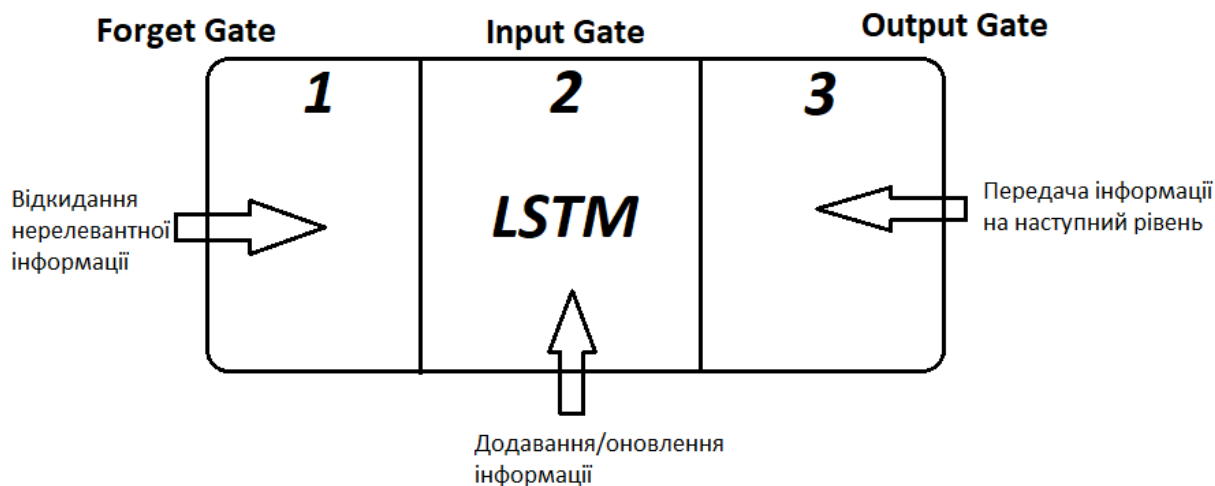 Forget Gate
Input Gate
Output Gate
1
2
3
LSTM
Відкидання
нерелевантної
інформації
Передача інформації
на наступний рівень
Додавання/оновлення
інформації